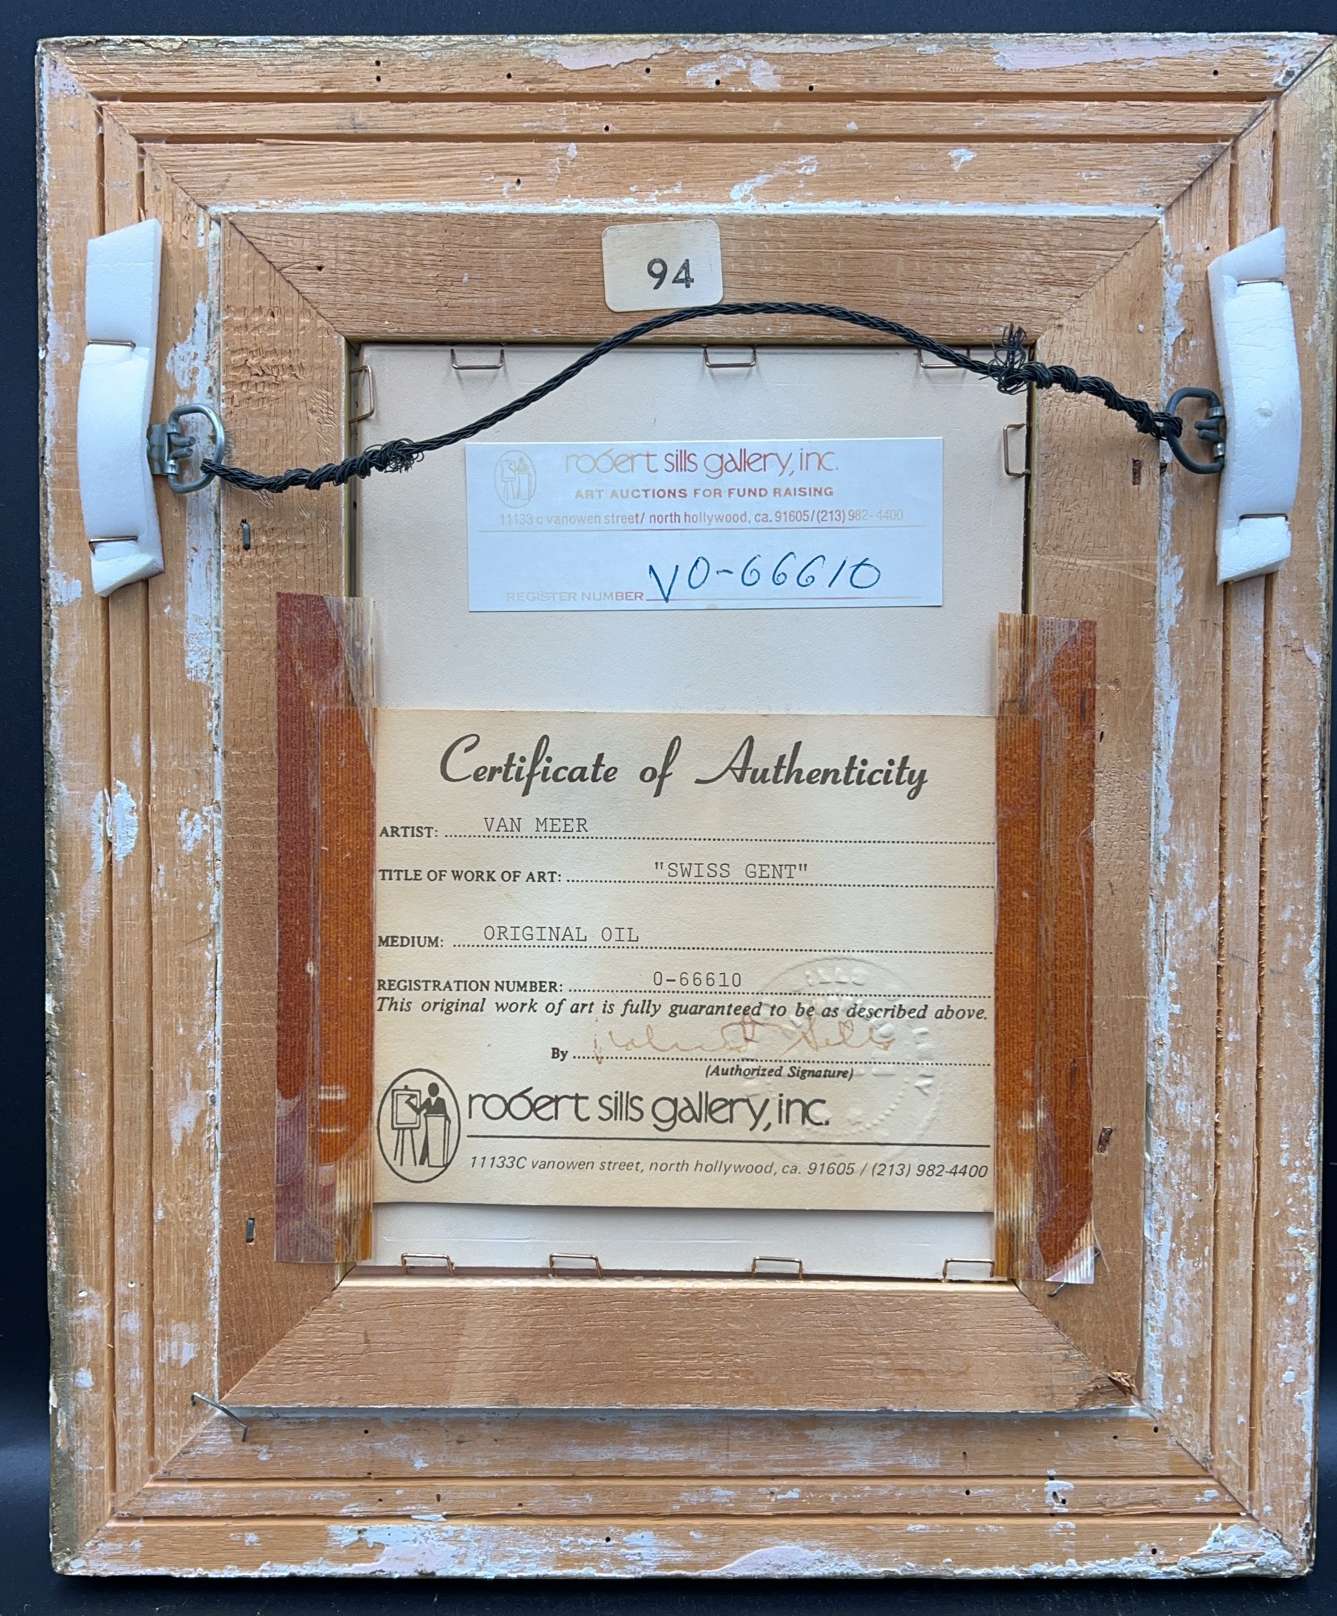 94
robert sills gallery, inc.
ART AUCTIONS FOR FUND RAISING
11133 c vanowen street/ north hollywood, ca. 91605/(213) 982-4400
REGISTER NUMBER VO-66610
Certificate of Authenticity
ARTIST: VAN MEER
TITLE OF WORK OF ART: "SWISS GENT"
MEDIUM: ORIGINAL OIL
REGISTRATION NUMBER: 0-66610
This original work of art is fully guaranteed to be as described above.
By Robert Sills
(Authorized Signature)
robert sills gallery, inc.
11133C vanowen street, north hollywood, ca. 91605 / (213) 982-4400